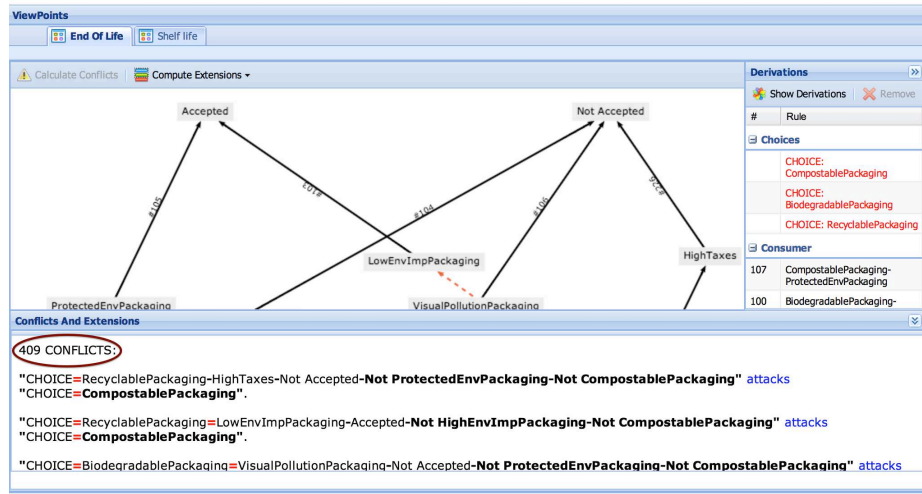 ViewPoints
End Of Life
Shelf life
Calculate Conflicts
Compute Extensions
Accepted
Not Accepted
#105
#103
#104
#106
#226
LowEnvImpPackaging
HighTaxes
ProtectedEnvPackaging
VisualPollutionPackaging
Derivations
Show Derivations
Remove
# Rule
Choices
CHOICE:
CompostablePackaging
CHOICE:
BiodegradablePackaging
CHOICE: RecyclablePackaging
Consumer
107 CompostablePackaging-
ProtectedEnvPackaging
100 BiodegradablePackaging-
Conflicts And Extensions
409 CONFLICTS:
"CHOICE=RecyclablePackaging-HighTaxes-Not Accepted-Not ProtectedEnvPackaging-Not CompostablePackaging" attacks
"CHOICE=CompostablePackaging".
"CHOICE=RecyclablePackaging=LowEnvImpPackaging-Accepted-Not HighEnvImpPackaging-Not CompostablePackaging" attacks
"CHOICE=CompostablePackaging".
"CHOICE=BiodegradablePackaging=VisualPollutionPackaging-Not Accepted-Not ProtectedEnvPackaging-Not CompostablePackaging" attacks